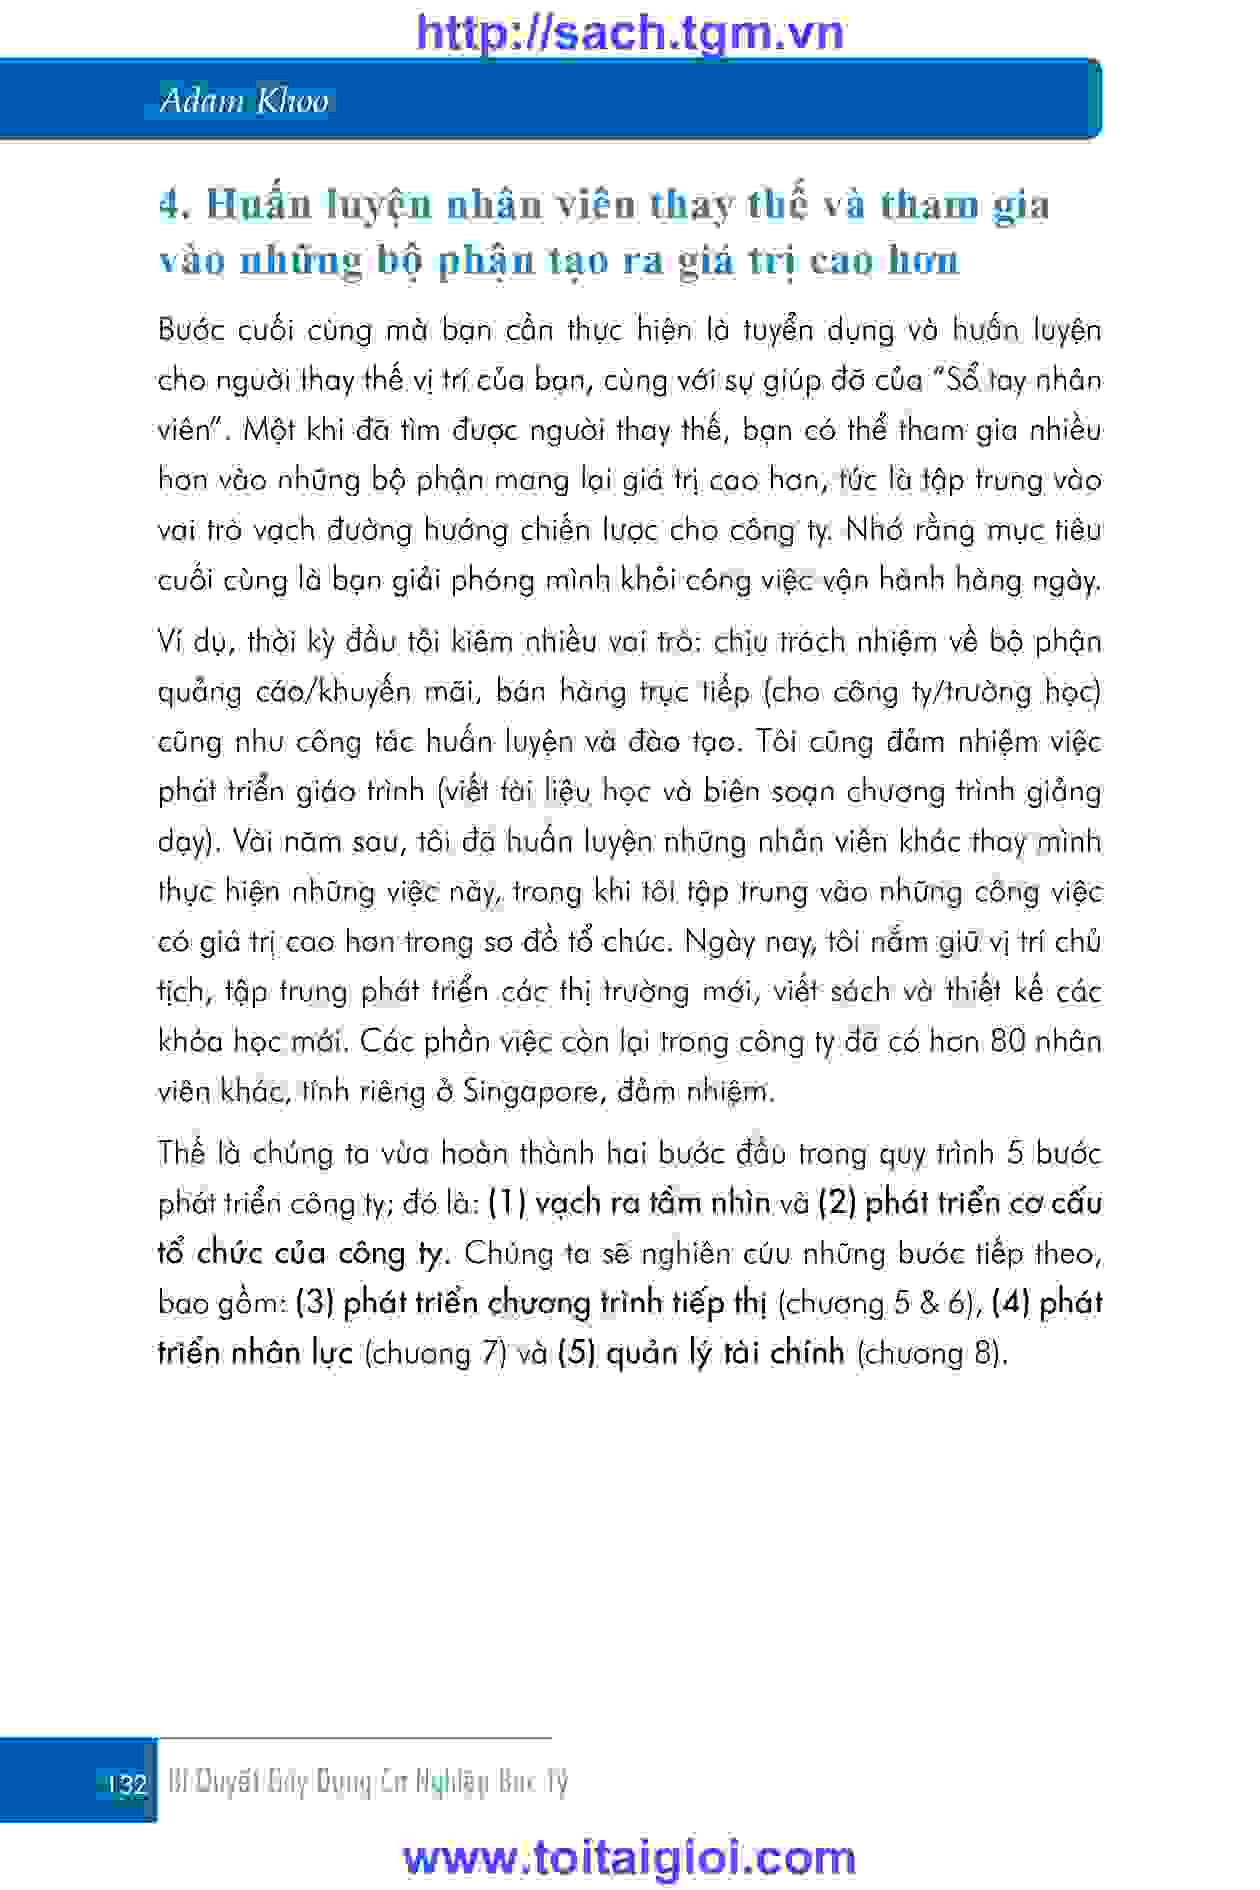 http://sach.tgm.vn
Adam Khoo
4. Huấn luyện nhân viên thay thế và tham gia
vào những bộ phận tạo ra giá trị cao hơn
Bước cuối cùng mà bạn cần thực hiện là tuyển dụng và huấn luyện
cho người thay thế vị trí của bạn, cùng với sự giúp đỡ của “Sổ tay nhân
viên”. Một khi đã tìm được người thay thế, bạn có thể tham gia nhiều
hơn vào những bộ phận mang lại giá trị cao hơn, tức là tập trung vào
vai trò vạch đường hướng chiến lược cho công ty. Nhớ rằng mục tiêu
cuối cùng là bạn giải phóng mình khỏi công việc vận hành hàng ngày.
Ví dụ, thời kỳ đầu tôi kiêm nhiều vai trò: chịu trách nhiệm về bộ phận
quảng cáo/khuyến mãi, bán hàng trực tiếp (cho công ty/trường học)
cũng như công tác huấn luyện và đào tạo. Tôi cũng đảm nhiệm việc
phát triển giáo trình (viết tài liệu học và biên soạn chương trình giảng
dạy). Vài năm sau, tôi đã huấn luyện những nhân viên khác thay mình
thực hiện những việc này, trong khi tôi tập trung vào những công việc
có giá trị cao hơn trong sơ đồ tổ chức. Ngày nay, tôi nắm giữ vị trí chủ
tịch, tập trung phát triển các thị trường mới, viết sách và thiết kế các
khóa học mới. Các phần việc còn lại trong công ty đã có hơn 80 nhân
viên khác, tính riêng ở Singapore, đảm nhiệm.
Thế là chúng ta vừa hoàn thành hai bước đầu trong quy trình 5 bước
phát triển công ty; đó là: (1) vạch ra tầm nhìn và (2) phát triển cơ cấu
tổ chức của công ty. Chúng ta sẽ nghiên cứu những bước tiếp theo,
bao gồm: (3) phát triển chương trình tiếp thị (chương 5 & 6), (4) phát
triển nhân lực (chương 7) và (5) quản lý tài chính (chương 8).
132 Bí Quyết Gây Dựng Cơ Nghiệp Bạc Tỷ
www.toitaigioi.com